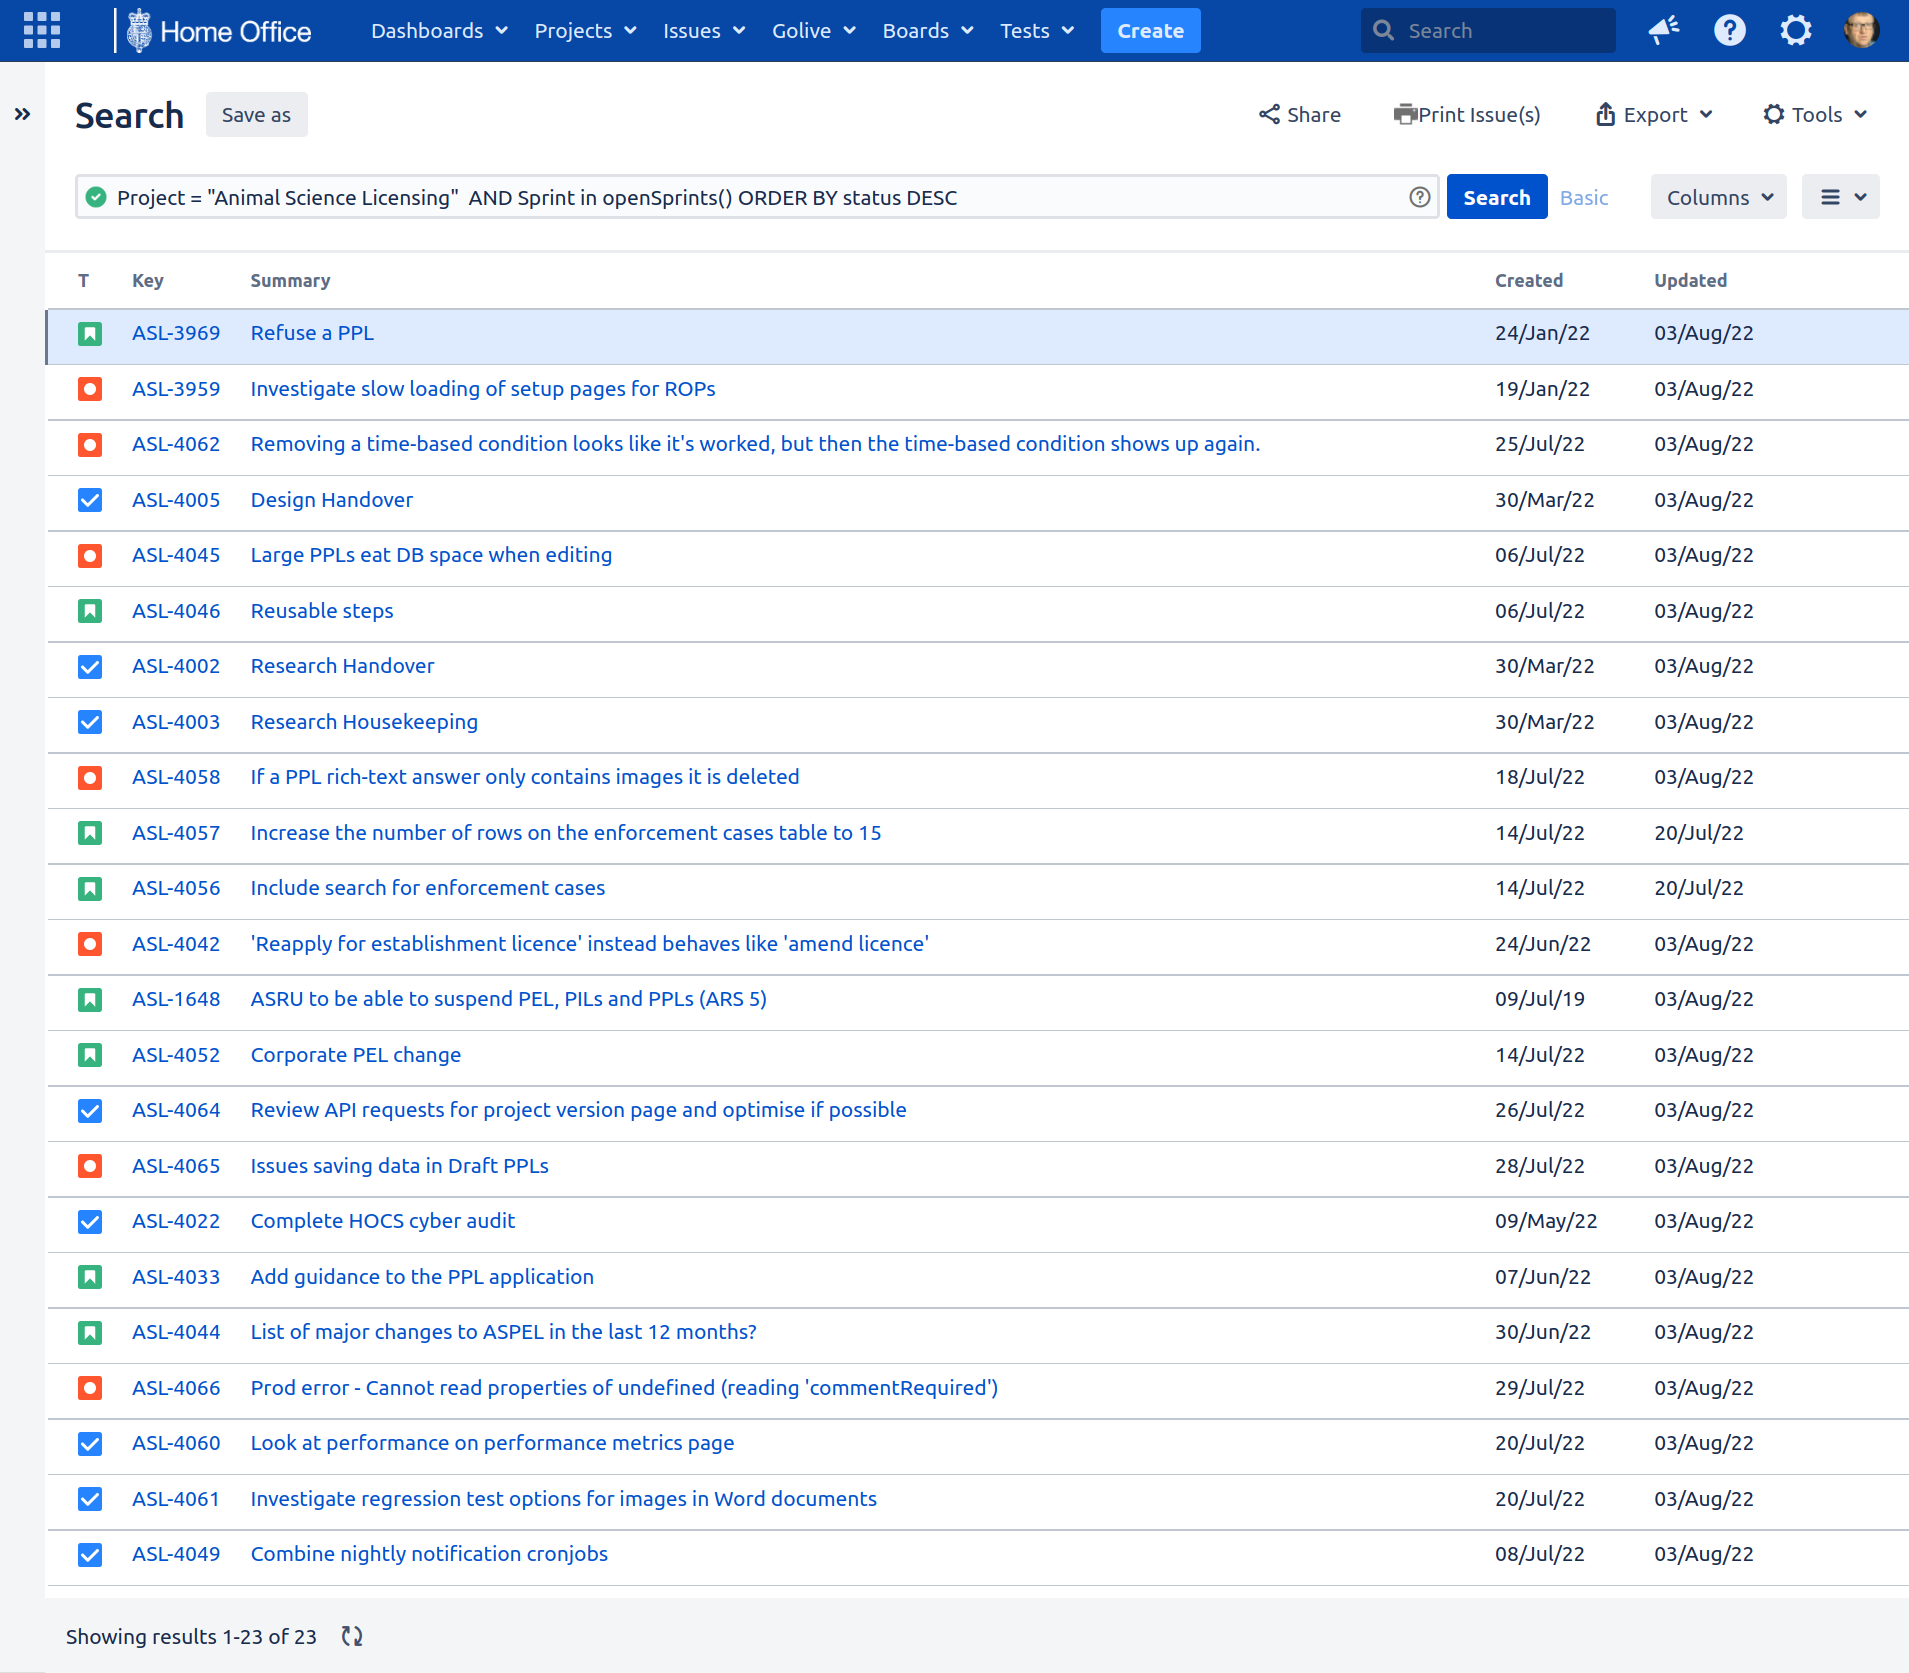 Home Office Dashboards Projects Issues Golive Boards Tests Create Search
Search Save as Share Print Issue(s) Export Tools
Project = "Animal Science Licensing"  AND Sprint in openSprints() ORDER BY status DESC Search Basic Columns
T Key Summary Created Updated
ASL-3969 Refuse a PPL 24/Jan/22 03/Aug/22
ASL-3959 Investigate slow loading of setup pages for ROPs 19/Jan/22 03/Aug/22
ASL-4062 Removing a time-based condition looks like it's worked, but then the time-based condition shows up again. 25/Jul/22 03/Aug/22
ASL-4005 Design Handover 30/Mar/22 03/Aug/22
ASL-4045 Large PPLs eat DB space when editing 06/Jul/22 03/Aug/22
ASL-4046 Reusable steps 06/Jul/22 03/Aug/22
ASL-4002 Research Handover 30/Mar/22 03/Aug/22
ASL-4003 Research Housekeeping 30/Mar/22 03/Aug/22
ASL-4058 If a PPL rich-text answer only contains images it is deleted 18/Jul/22 03/Aug/22
ASL-4057 Increase the number of rows on the enforcement cases table to 15 14/Jul/22 20/Jul/22
ASL-4056 Include search for enforcement cases 14/Jul/22 20/Jul/22
ASL-4042 'Reapply for establishment licence' instead behaves like 'amend licence' 24/Jun/22 03/Aug/22
ASL-1648 ASRU to be able to suspend PEL, PILs and PPLs (ARS 5) 09/Jul/19 03/Aug/22
ASL-4052 Corporate PEL change 14/Jul/22 03/Aug/22
ASL-4064 Review API requests for project version page and optimise if possible 26/Jul/22 03/Aug/22
ASL-4065 Issues saving data in Draft PPLs 28/Jul/22 03/Aug/22
ASL-4022 Complete HOCS cyber audit 09/May/22 03/Aug/22
ASL-4033 Add guidance to the PPL application 07/Jun/22 03/Aug/22
ASL-4044 List of major changes to ASPEL in the last 12 months? 30/Jun/22 03/Aug/22
ASL-4066 Prod error - Cannot read properties of undefined (reading 'commentRequired') 29/Jul/22 03/Aug/22
ASL-4060 Look at performance on performance metrics page 20/Jul/22 03/Aug/22
ASL-4061 Investigate regression test options for images in Word documents 20/Jul/22 03/Aug/22
ASL-4049 Combine nightly notification cronjobs 08/Jul/22 03/Aug/22
Showing results 1-23 of 23